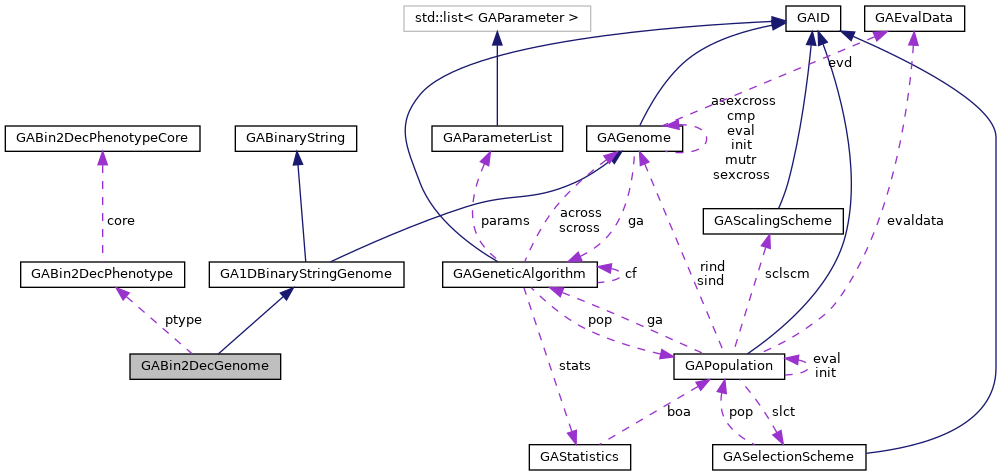 std::list< GAParameter >
GAID
GAEvalData
evd
asexcross
cmp
eval
init
mutr
sexcross
GABin2DecPhenotypeCore
GABinaryString
GAParameterList
GAGenome
core
params
across
scross
ga
GAScalingScheme
evaldata
GABin2DecPhenotype
GA1DBinaryStringGenome
GAGeneticAlgorithm
cf
rind
sind
sclscm
ptype
pop
ga
GABin2DecGenome
stats
GAPopulation
eval
init
boa
pop
slct
GAStatistics
GASelectionScheme